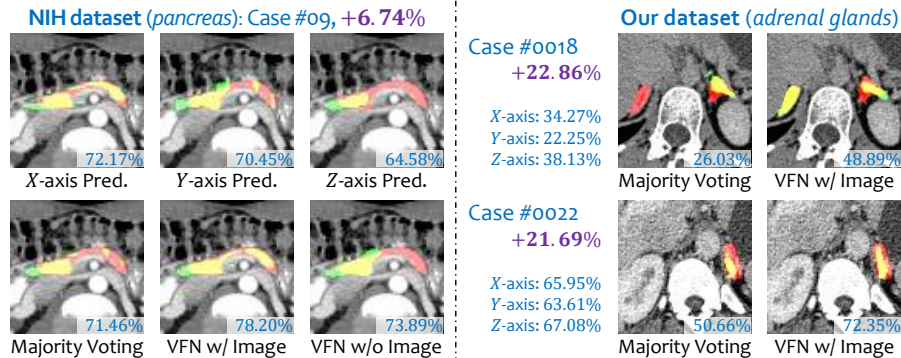 NIH dataset (pancreas): Case #09, +6.74%
72.17%
70.45%
64.58%
X-axis Pred.
Y-axis Pred.
Z-axis Pred.
71.46%
78.20%
73.89%
Majority Voting
VFN w/ Image
VFN w/o Image
Our dataset (adrenal glands)
Case #0018
+22.86%
X-axis: 34.27%
Y-axis: 22.25%
Z-axis: 38.13%
26.03%
48.89%
Majority Voting
VFN w/ Image
Case #0022
+21.69%
X-axis: 65.95%
Y-axis: 63.61%
Z-axis: 67.08%
50.66%
72.35%
Majority Voting
VFN w/ Image